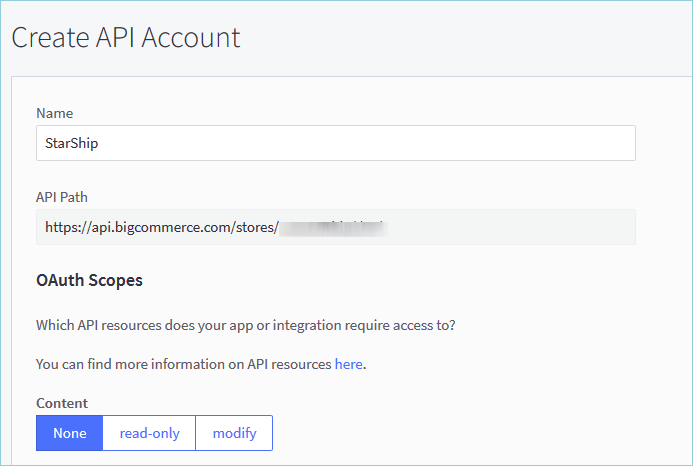 Create API Account
Name
StarShip
API Path
https://api.bigcommerce.com/stores/
OAuth Scopes
Which API resources does your app or integration require access to?
You can find more information on API resources here.
Content
None read-only modify